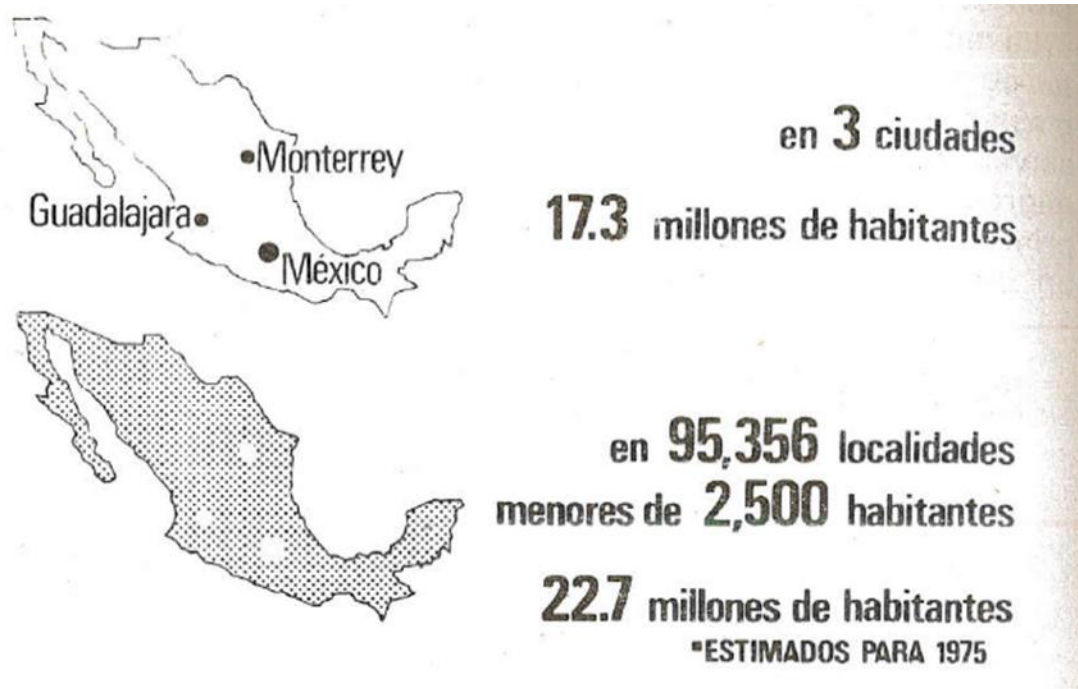 Monterrey
Guadalajara
México
en 3 ciudades
17.3 millones de habitantes
en 95,356 localidades
menores de 2,500 habitantes
22.7 millones de habitantes
*ESTIMADOS PARA 1975